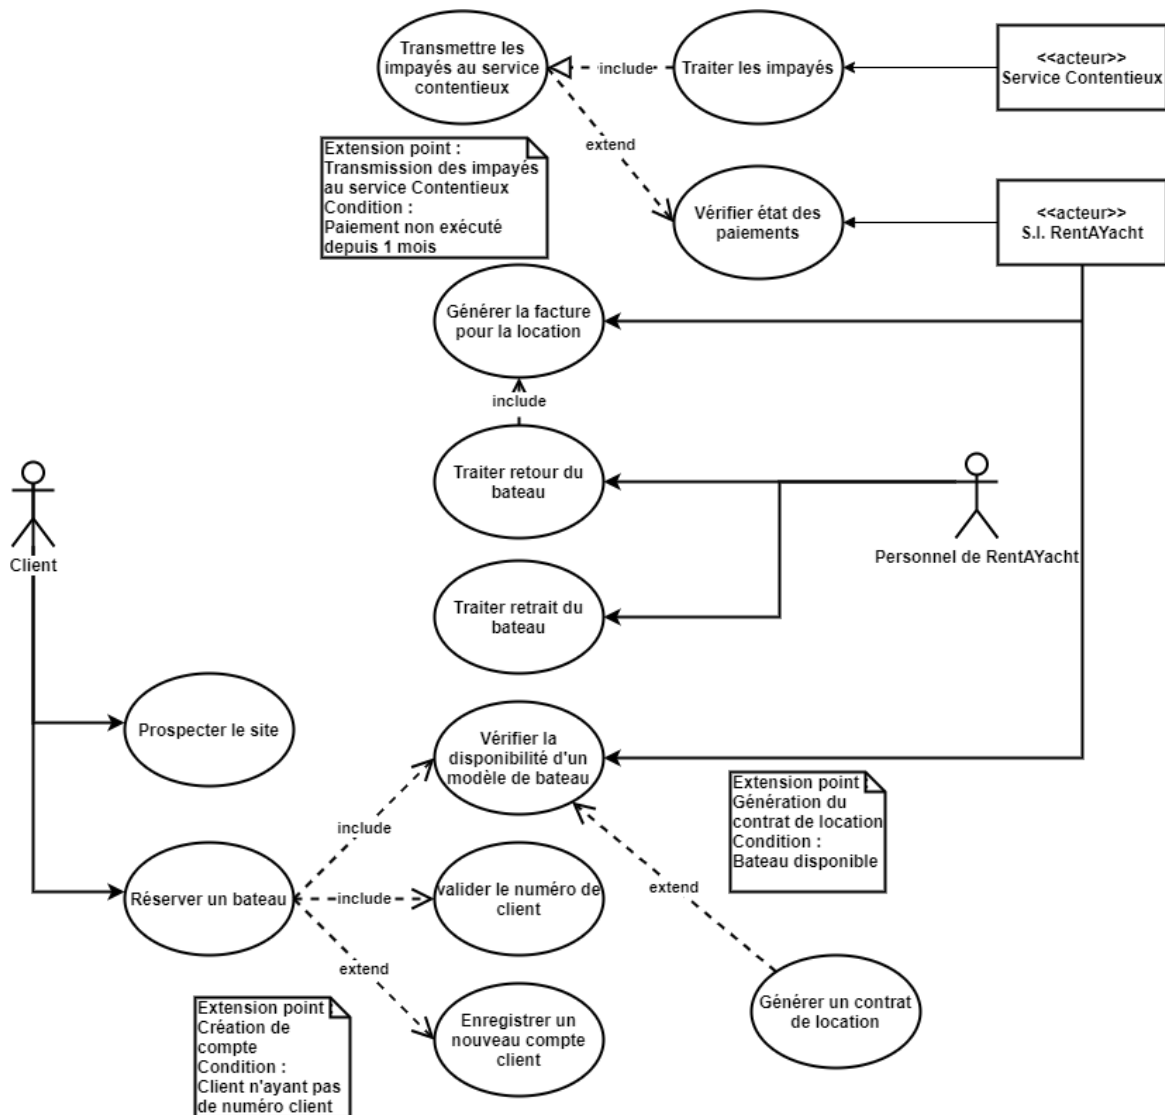 Transmettre les
impayés au service
contentieux
include
Traiter les impayés
<<acteur>>
Service Contentieux
extend
Extension point :
Transmission des impayés
au service Contentieux
Condition :
Paiement non exécuté
depuis 1 mois
Vérifier état des
paiements
<<acteur>>
S.I. RentAYacht
Générer la facture
pour la location
include
Traiter retour du
bateau
Client
Personnel de RentAYacht
Traiter retrait du
bateau
Prospecter le site
Vérifier la
disponibilité d'un
modèle de bateau
Extension point :
Génération du
contrat de location
Condition :
Bateau disponible
include
Réserver un bateau
include
valider le numéro de
client
extend
extend
Extension point :
Création de
compte
Condition :
Client n'ayant pas
de numéro client
Enregistrer un
nouveau compte
client
Générer un contrat
de location